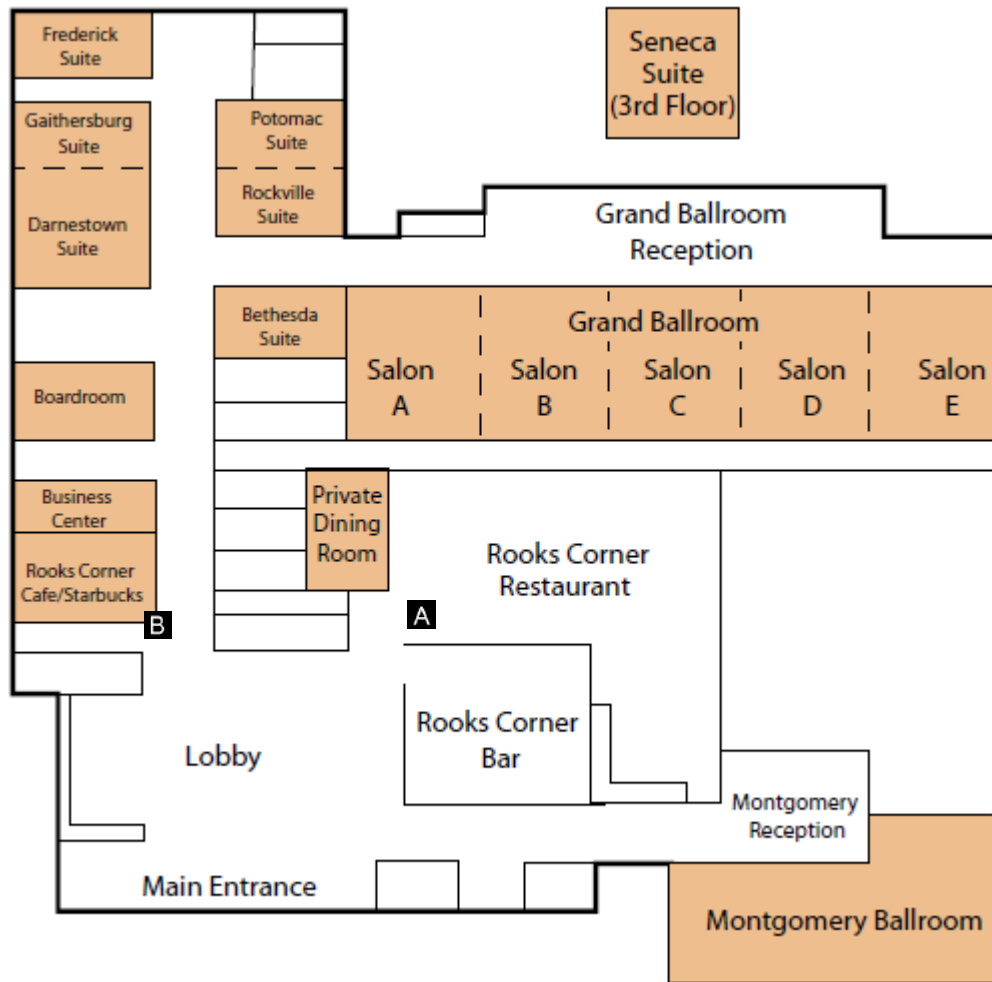 Frederick
Suite
Seneca
Suite
(3rd Floor)
Gaithersburg
Suite
Potomac
Suite
Darnestown
Suite
Rockville
Suite
Grand Ballroom
Reception
Bethesda
Suite
Grand Ballroom
Salon
A
Salon
B
Salon
C
Salon
D
Salon
E
Boardroom
Business
Center
Private
Dining
Room
Rooks Corner
Restaurant
Rooks Corner
Cafe/Starbucks
A
B
Lobby
Rooks Corner
Bar
Montgomery
Reception
Main Entrance
Montgomery Ballroom